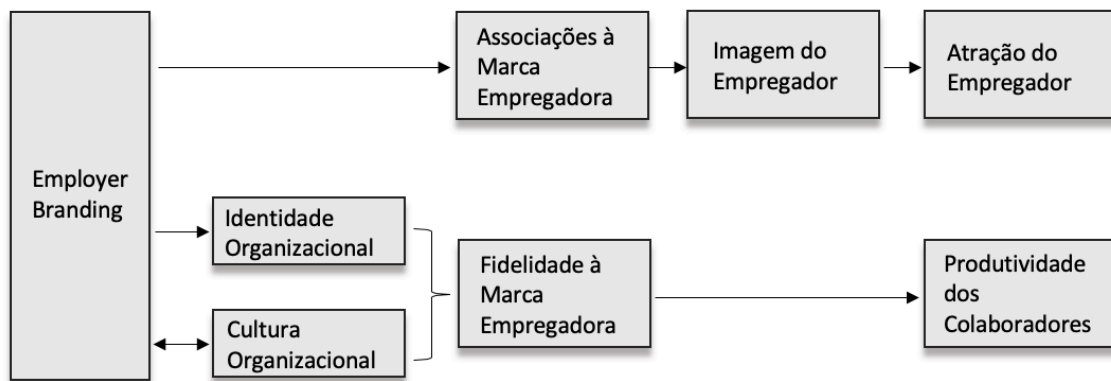 Employer
Branding
Associações à
Marca
Empregadora
Imagem do
Empregador
Atração do
Empregador
Identidade
Organizacional
Cultura
Organizacional
Fidelidade à
Marca
Empregadora
Produtividade
dos
Colaboradores